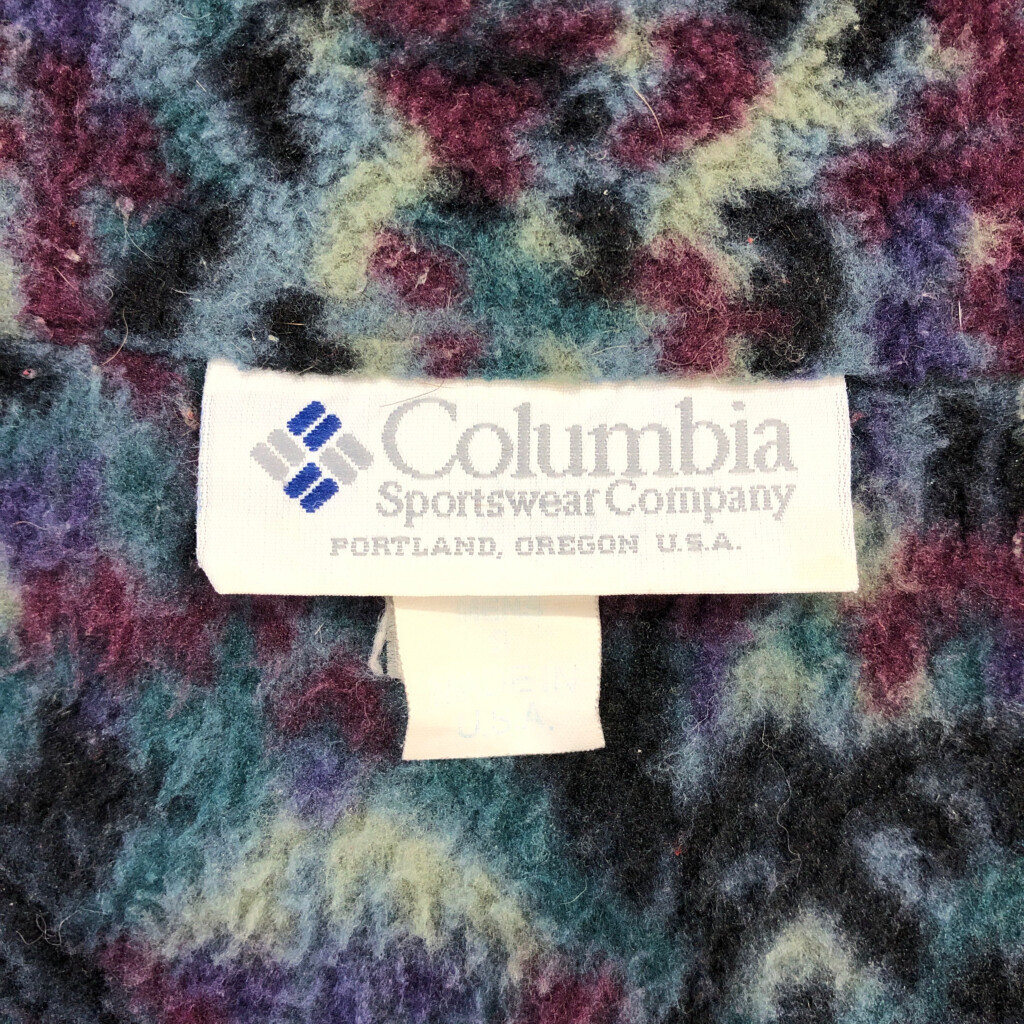 Columbia
Sportswear Company
PORTLAND, OREGON U.S.A.
U.S.A.